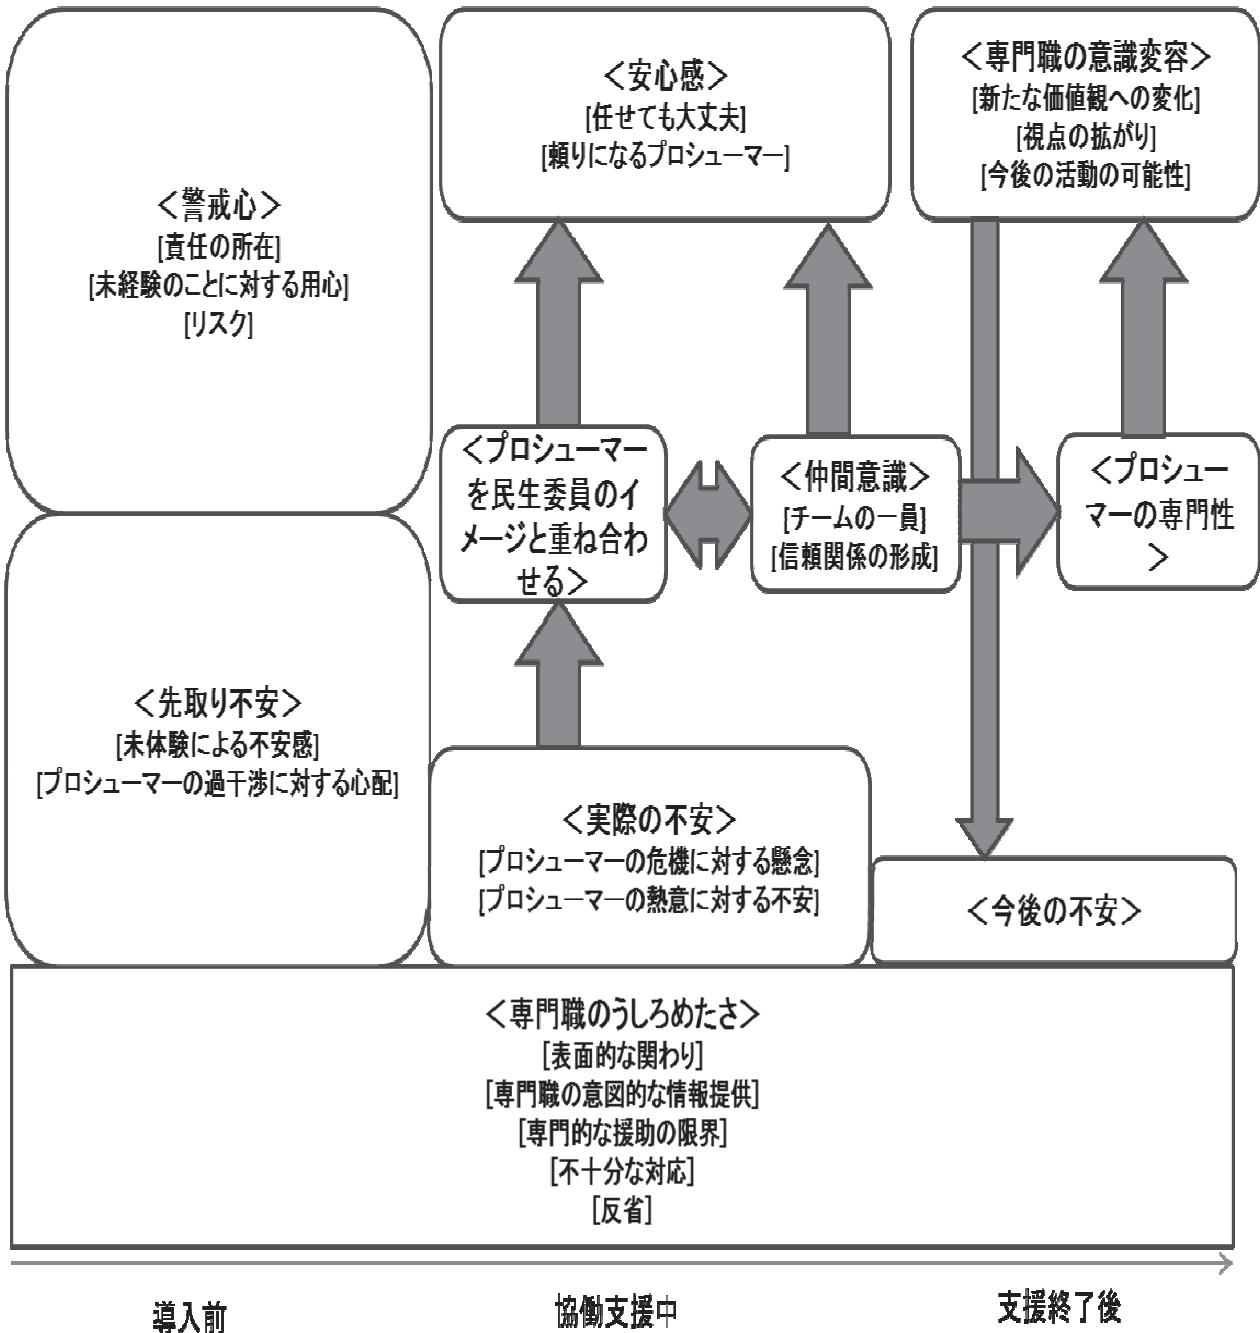 ＜警戒心＞
[責任の所在]
[未経験のことに対する用心]
[リスク]
＜先取り不安＞
[未体験による不安感]
[プロシューマーの過干渉に対する心配]
＜安心感＞
[任せても大丈夫]
[頼りになるプロシューマー]
＜プロシューマー
を民生委員のイ
メージと重ね合わ
せる＞
＜仲間意識＞
[チームの一員]
[信頼関係の形成]
＜実際の不安＞
[プロシューマーの危機に対する懸念]
[プロシューマーの熱意に対する不安]
＜専門職の意識変容＞
[新たな価値観への変化]
[視点の拡がり]
[今後の活動の可能性]
＜プロシュー
マーの専門性
＞
＜今後の不安＞
＜専門職のうしろめたさ＞
[表面的な関わり]
[専門職の意図的な情報提供]
[専門的な援助の限界]
[不十分な対応]
[反省]
導入前
協働支援中
支援終了後